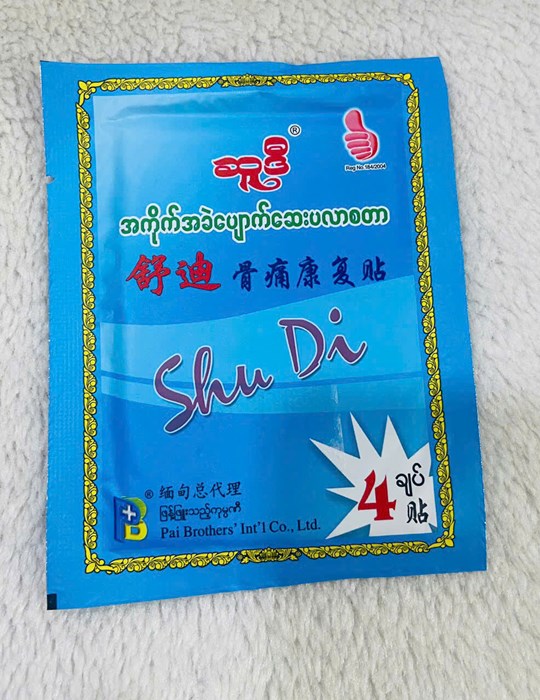 ဆူဒီ ®
Reg No. 184/2004
အကိုက်အခဲပျောက်ဆေးပလာစတာ
舒迪 骨痛康复贴
Shu Di
® 缅甸总代理
ဖြန့်ဖြူးသည့်ကုမ္ပဏီ
Pai Brothers' Int'l Co., Ltd.
+B
4 ချပ်
贴